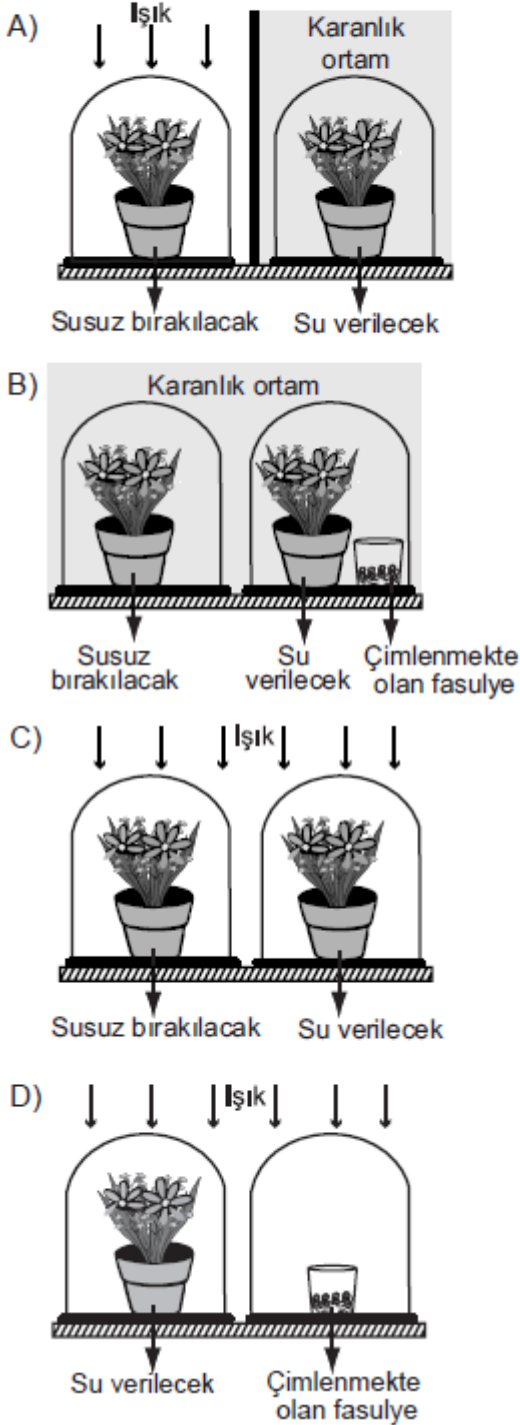 A)
Işık
Karanlık
ortam
Susuz bırakılacak
Su verilecek
B)
Karanlık ortam
Susuz
bırakılacak
Su
verilecek
Çimlenmekte
olan fasulye
C)
Işık
Susuz bırakılacak
Su verilecek
D)
Işık
Su verilecek
Çimlenmekte
olan fasulye